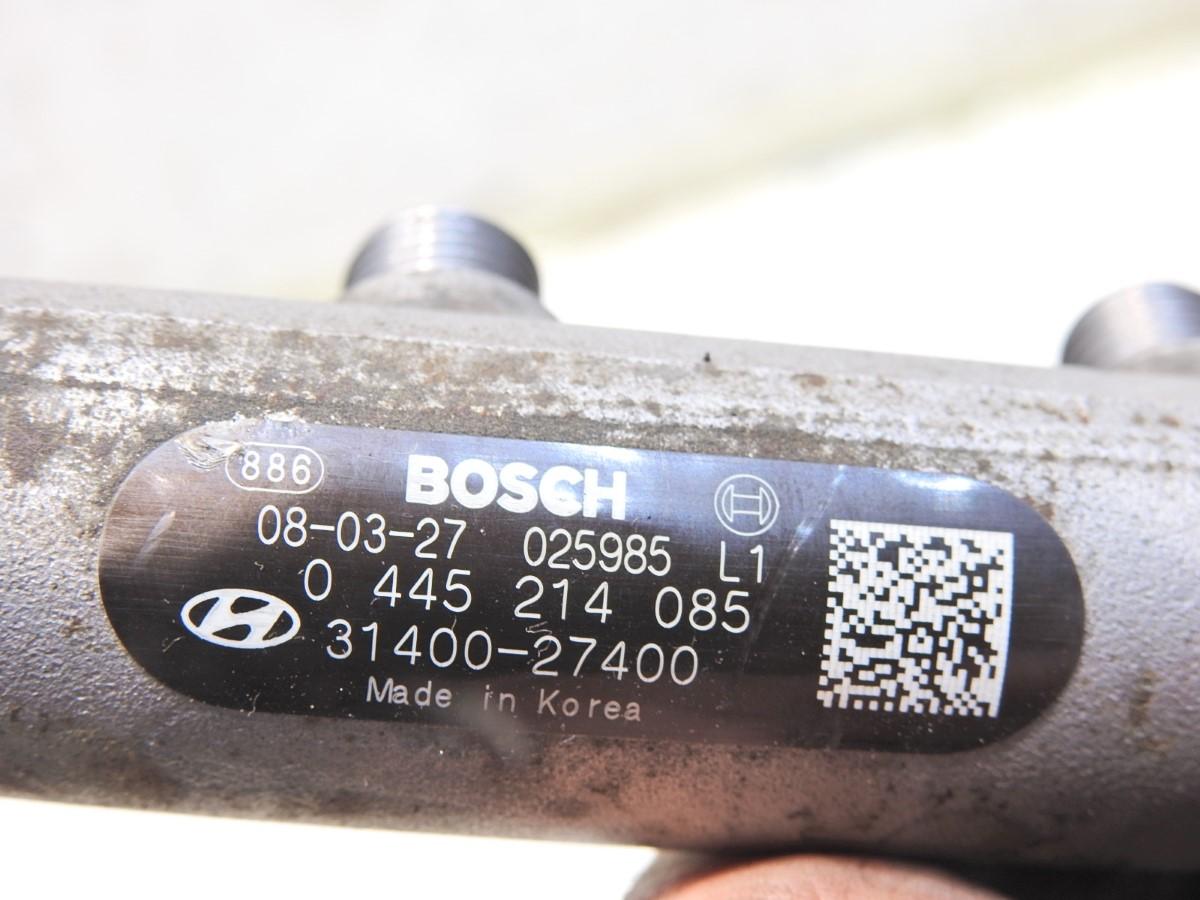 886 BOSCH
08-03-27 025985 L1
0 445 214 085
31400-27400
Made in Korea